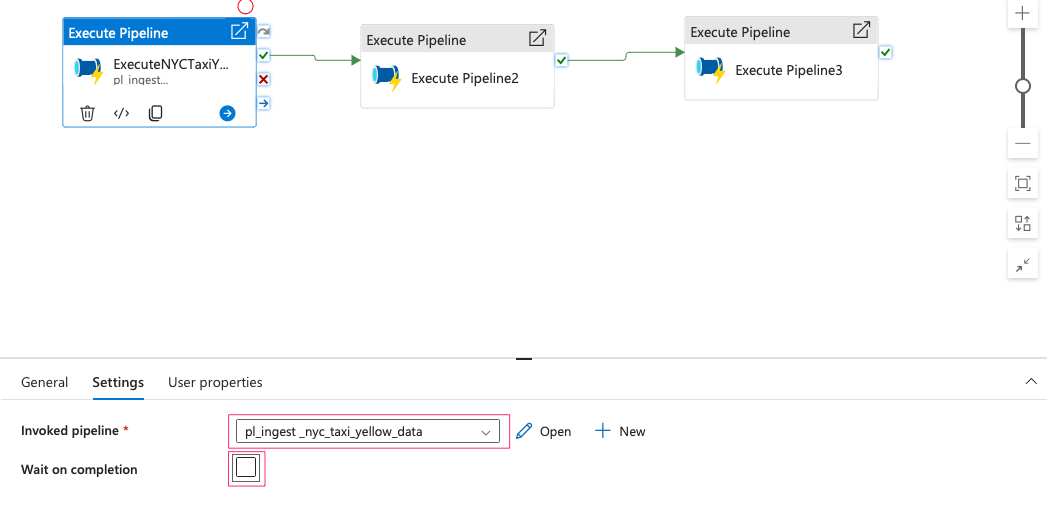 Execute Pipeline
ExecuteNYCTaxiY...
pl_ingest...
</>
Execute Pipeline
Execute Pipeline2
Execute Pipeline
Execute Pipeline3
General Settings User properties
Invoked pipeline * pl_ingest _nyc_taxi_yellow_data Open New
Wait on completion